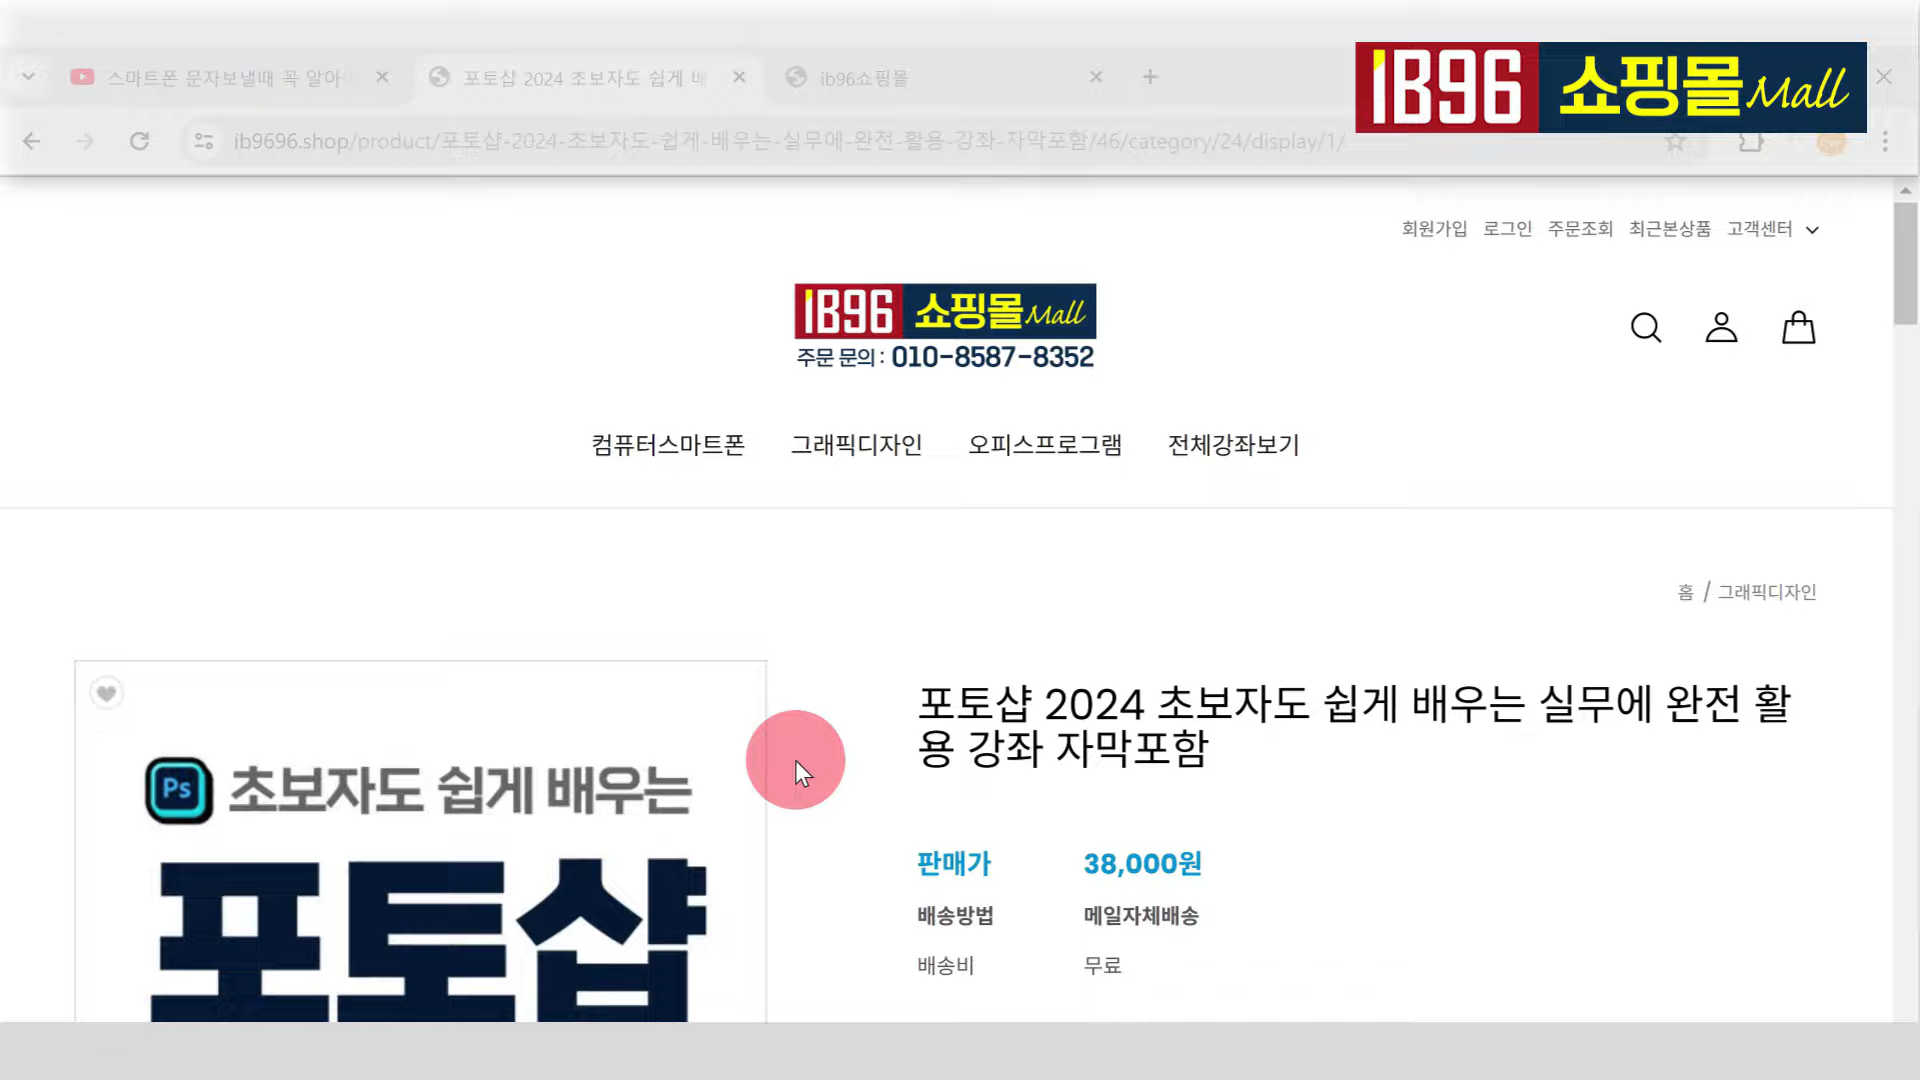 스마트폰 문자보낼때 꼭 알아
포토샵 2024 초보자도 쉽게 배
ib96쇼핑몰
IB96 쇼핑몰 Mall
ib9696.shop/product/포토샵-2024-초보자도-쉽게-배우는-실무에-완전-활용-강좌-자막포함/46/category/24/display/1/
회원가입 로그인 주문조회 최근본상품 고객센터
IB96 쇼핑몰 Mall
주문 문의 : 010-8587-8352
컴퓨터스마트폰 그래픽디자인 오피스프로그램 전체강좌보기
홈 / 그래픽디자인
Ps 초보자도 쉽게 배우는
포토샵
포토샵 2024 초보자도 쉽게 배우는 실무에 완전 활
용 강좌 자막포함
판매가 38,000원
배송방법 메일자체배송
배송비 무료